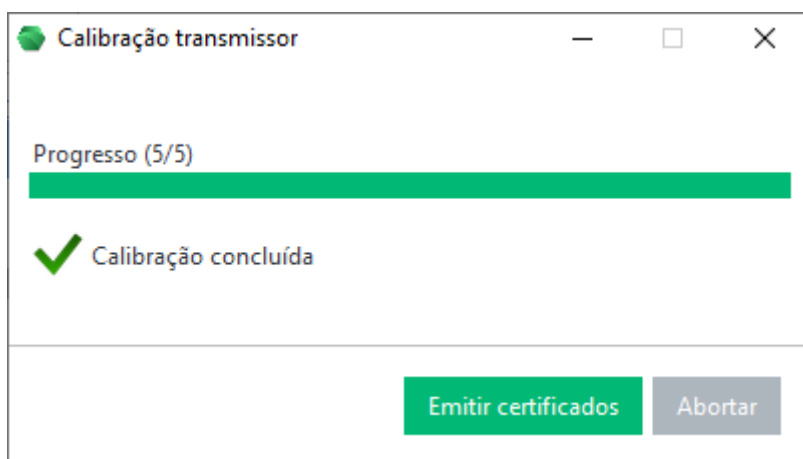 Calibração transmissor
Progresso (5/5)
Calibração concluída
Emitir certificados Abortar